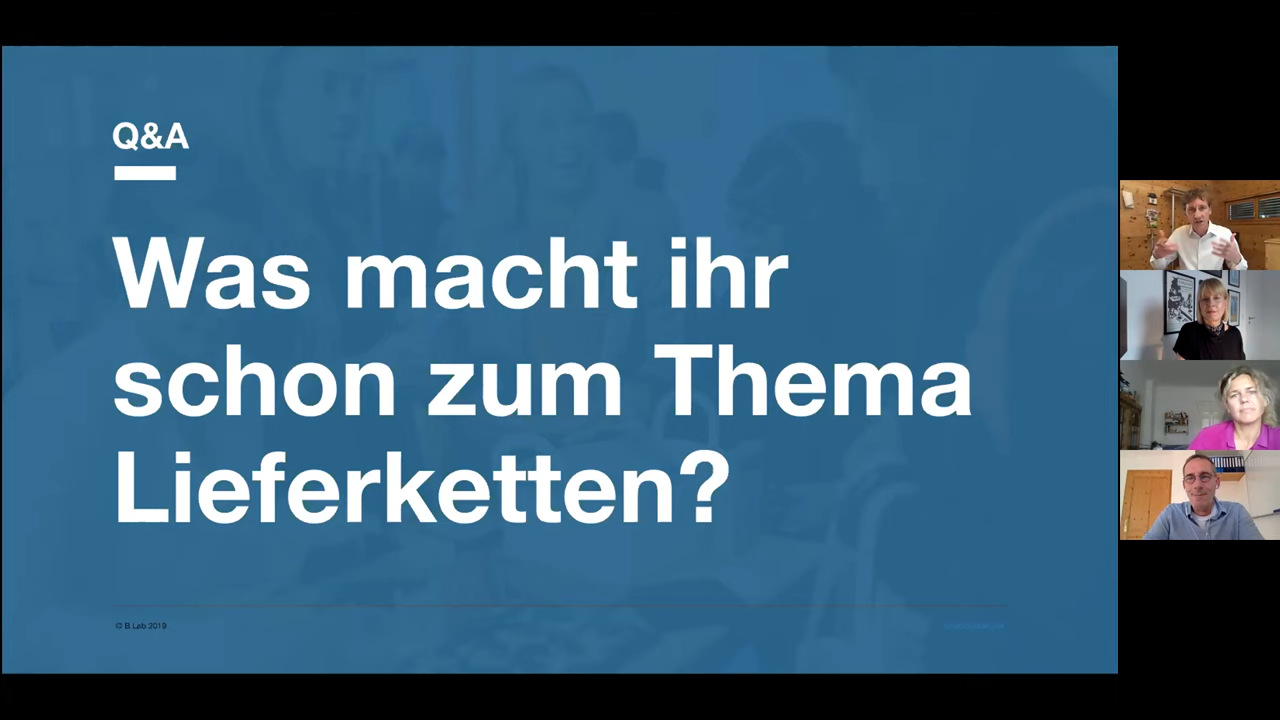 Q&A
Was macht ihr
schon zum Thema
Lieferketten?
© B Lab 2019